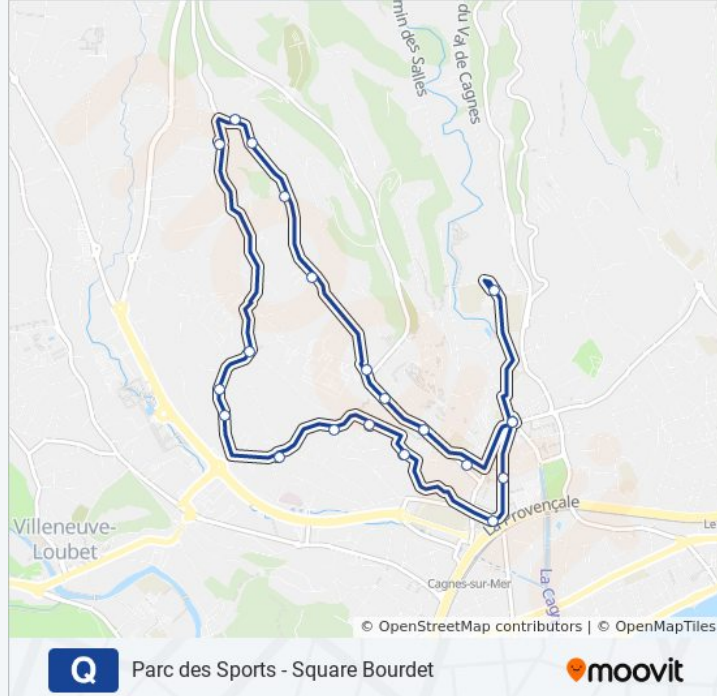 min des Salles
du Val de Cagnes
La Provençale
Villeneuve-
Loubet
Le
Cagnes-sur-Mer
La Cag
© OpenStreetMap contributors | © OpenMapTiles
Q Parc des Sports - Square Bourdet
moovit